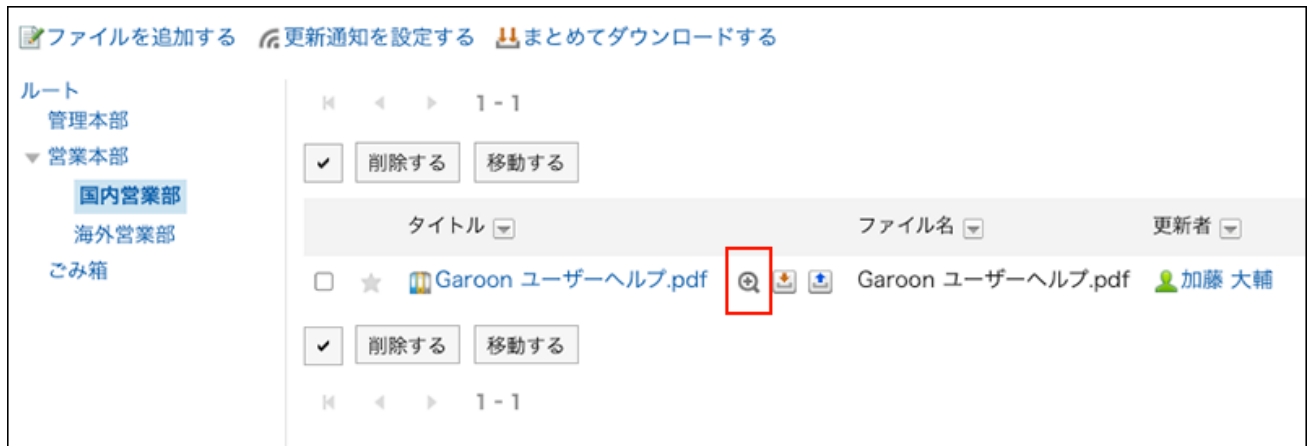 ファイルを追加する 更新通知を設定する まとめてダウンロードする
ルート
管理本部
営業本部
国内営業部
海外営業部
ごみ箱
1 - 1
削除する 移動する
タイトル ファイル名 更新者
Garoon ユーザーヘルプ.pdf Garoon ユーザーヘルプ.pdf 加藤 大輔
削除する 移動する
1 - 1